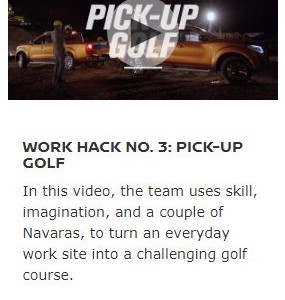 PICK-UP
GOLF
WORK HACK NO. 3: PICK-UP
GOLF
In this video, the team uses skill,
imagination, and a couple of
Navaras, to turn an everyday
work site into a challenging golf
course.